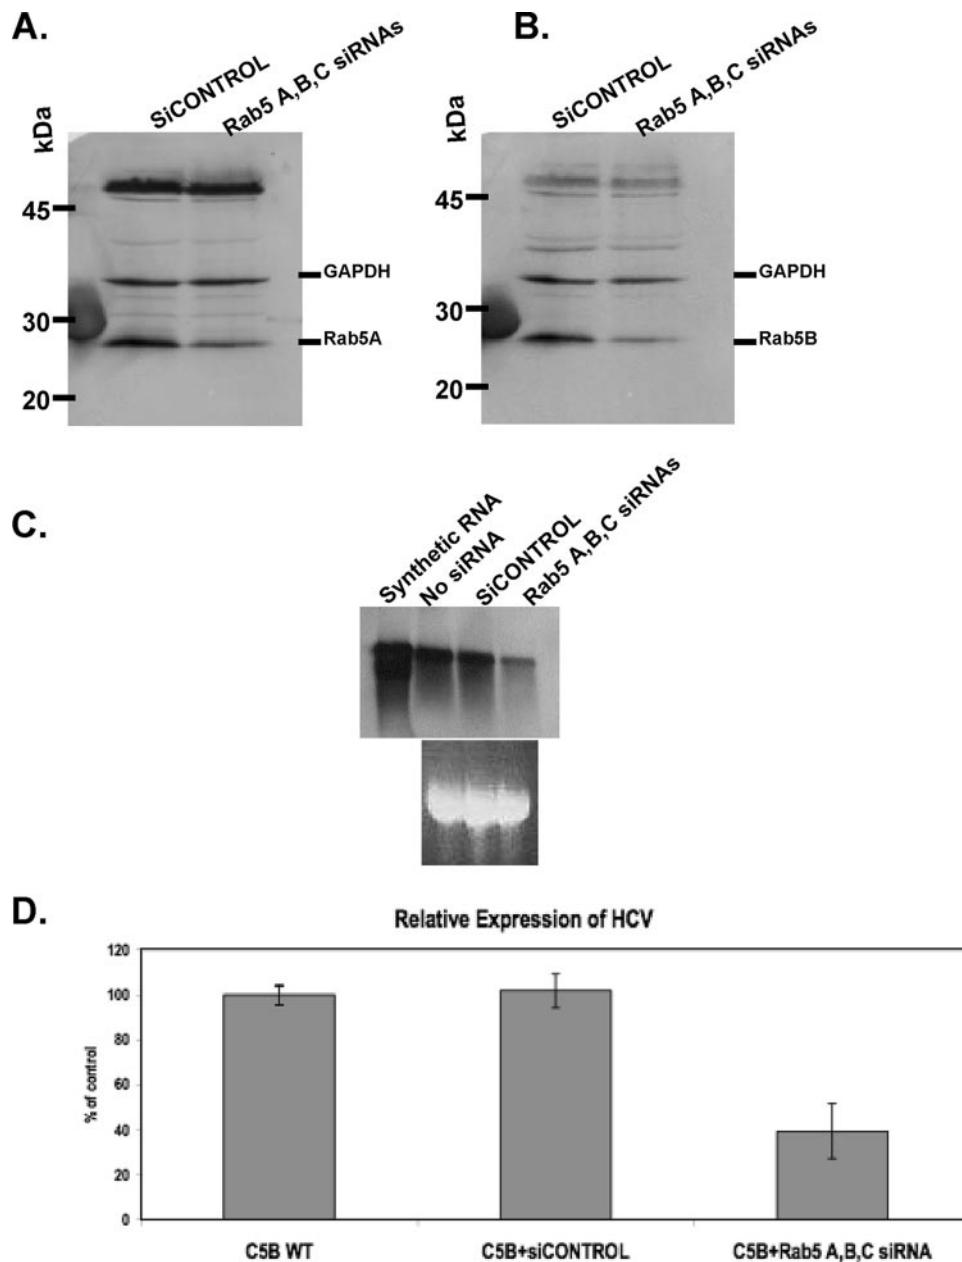 A.
kDa
SiCONTROL
Rab5 A,B,C siRNAs
45
30
20
GAPDH
Rab5A
B.
kDa
SiCONTROL
Rab5 A,B,C siRNAs
45
30
20
GAPDH
Rab5B
C.
Synthetic RNA
No siRNA
SiCONTROL
Rab5 A,B,C siRNAs
D.
Relative Expression of HCV
% of control
120
100
80
60
40
20
0
C5B WT
C5B+siCONTROL
C5B+Rab5 A,B,C siRNA